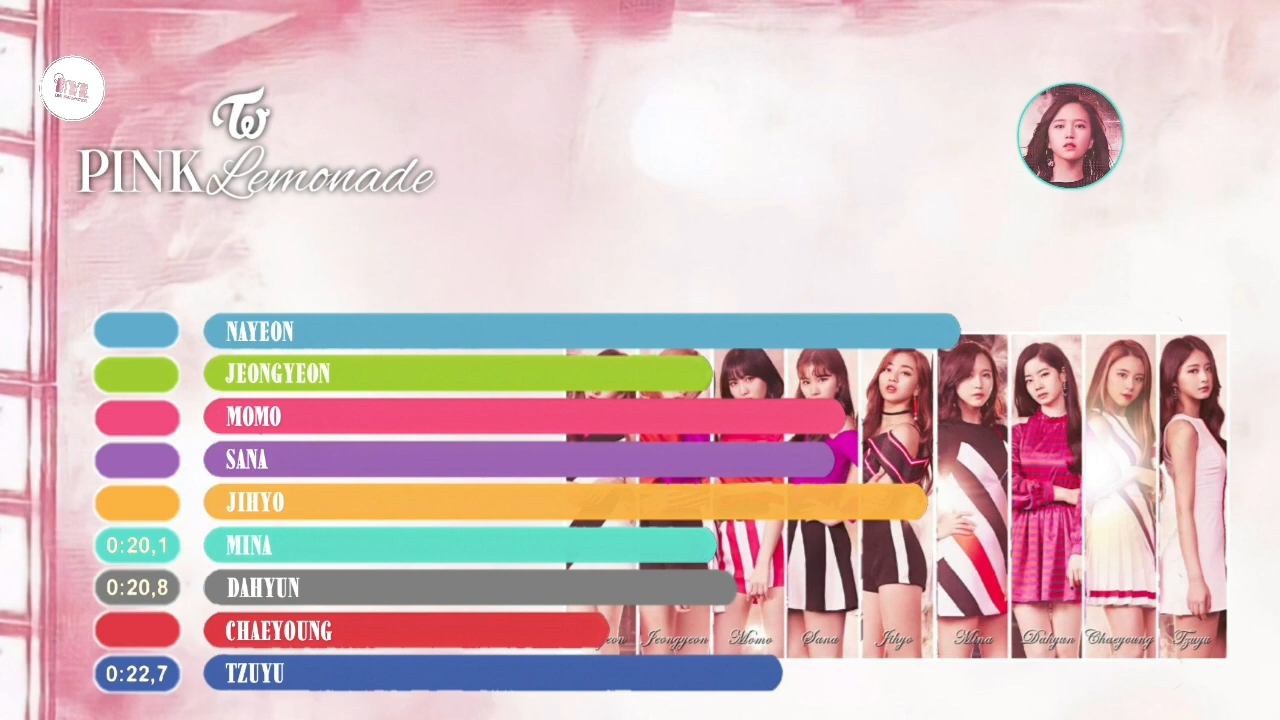 TW
PINK Lemonade
NAYEON
JEONGYEON
MOMO
SANA
JIHYO
0:20,1 MINA
0:20,8 DAHYUN
CHAEYOUNG
0:22,7 TZUYU
eon Jeongyeon Momo Sana Jihyo Mina Dahyun Chaeyoung Tzuyu